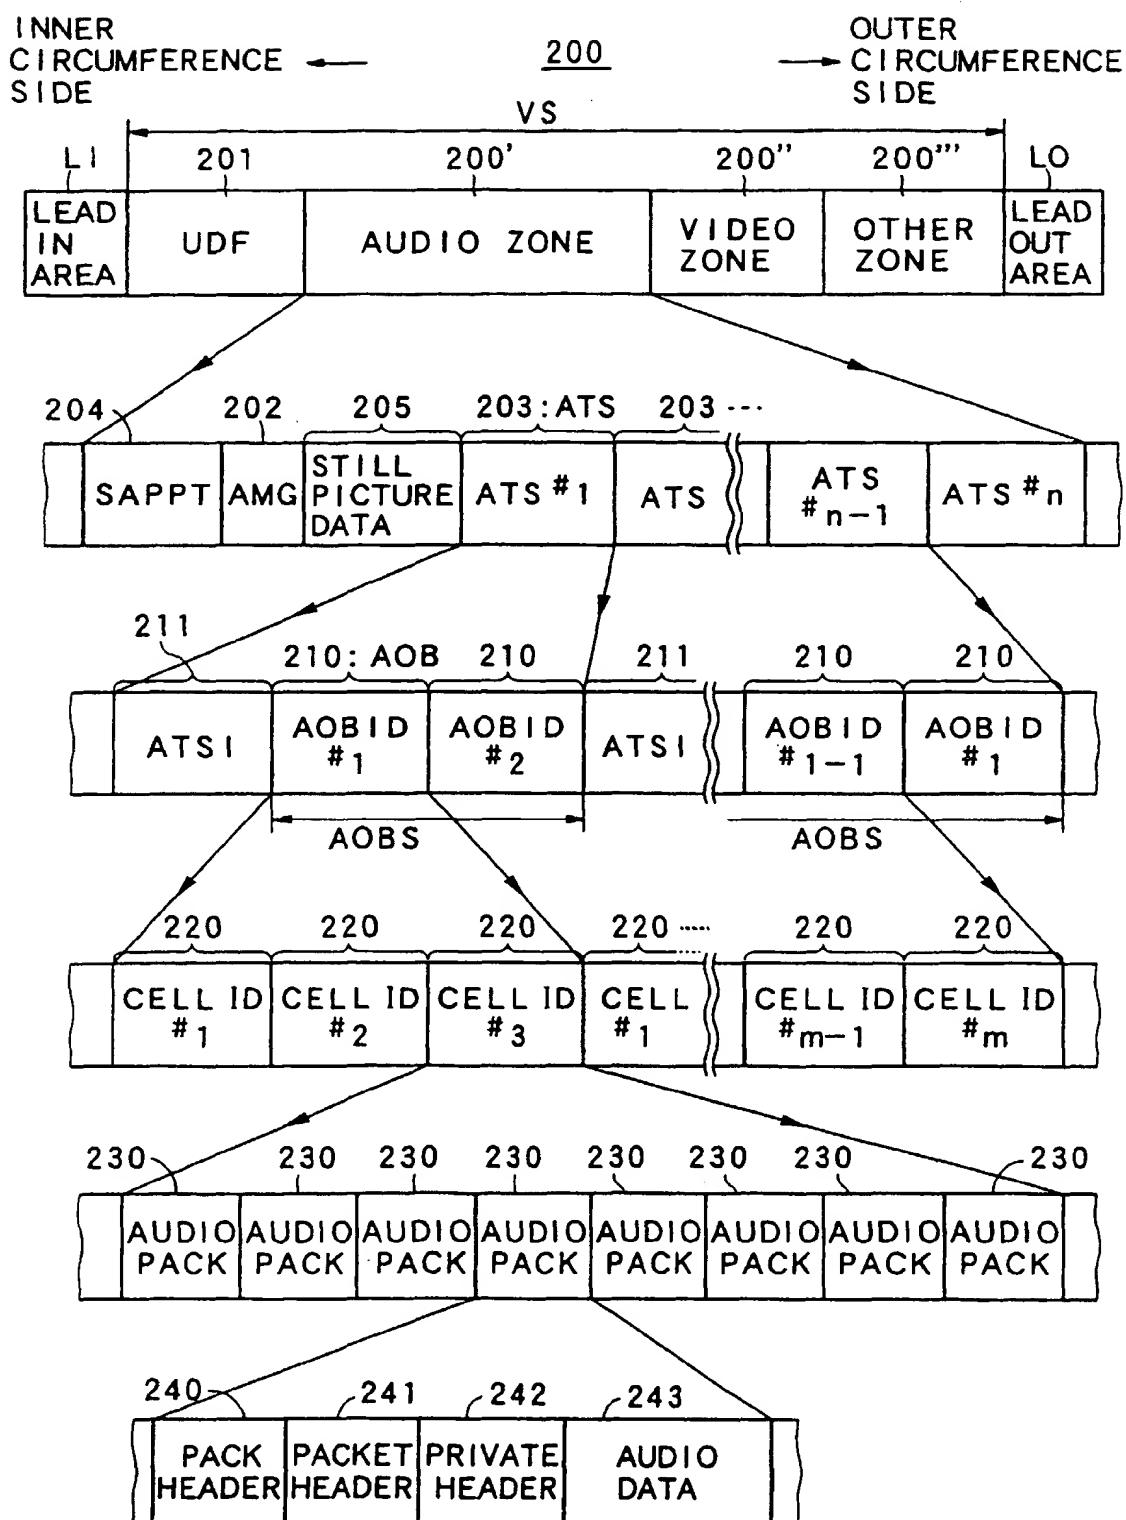 INNER CIRCUMFERENCE SIDE
200
OUTER CIRCUMFERENCE SIDE
VS
LI 201 200' 200'' 200''' LO
LEAD IN AREA UDF AUDIO ZONE VIDEO ZONE OTHER ZONE LEAD OUT AREA
204 202 205 203:ATS 203 ...
SAPPT AMG STILL PICTURE DATA ATS #1 ATS ATS #n-1 ATS #n
211 210:AOB 210 211 210 210
ATSI AOBID #1 AOBID #2 ATSI AOBID #1-1 AOBID #1
AOBS AOBS
220 220 220 220 ..... 220 220
CELL ID #1 CELL ID #2 CELL ID #3 CELL #1 CELL ID #m-1 CELL ID #m
230 230 230 230 230 230 230 230
AUDIO PACK AUDIO PACK AUDIO PACK AUDIO PACK AUDIO PACK AUDIO PACK AUDIO PACK AUDIO PACK
240 241 242 243
PACK HEADER PACKET HEADER PRIVATE HEADER AUDIO DATA